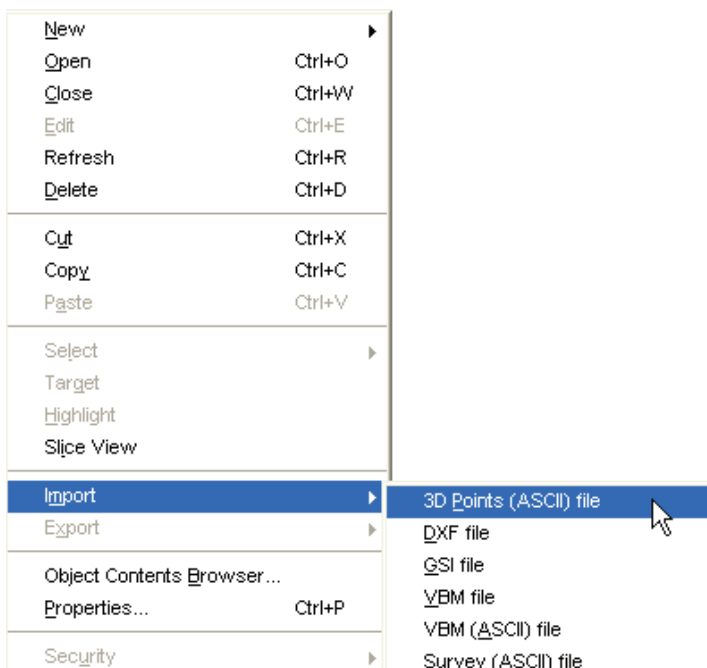 New
Open Ctrl+O
Close Ctrl+W
Edit Ctrl+E
Refresh Ctrl+R
Delete Ctrl+D
Cut Ctrl+X
Copy Ctrl+C
Paste Ctrl+V
Select
Target
Highlight
Slice View
Import
3D Points (ASCII) file
Export
DXF file
GSI file
Object Contents Browser...
VBM file
Properties... Ctrl+P
VBM (ASCII) file
Security
Survey (ASCII) file